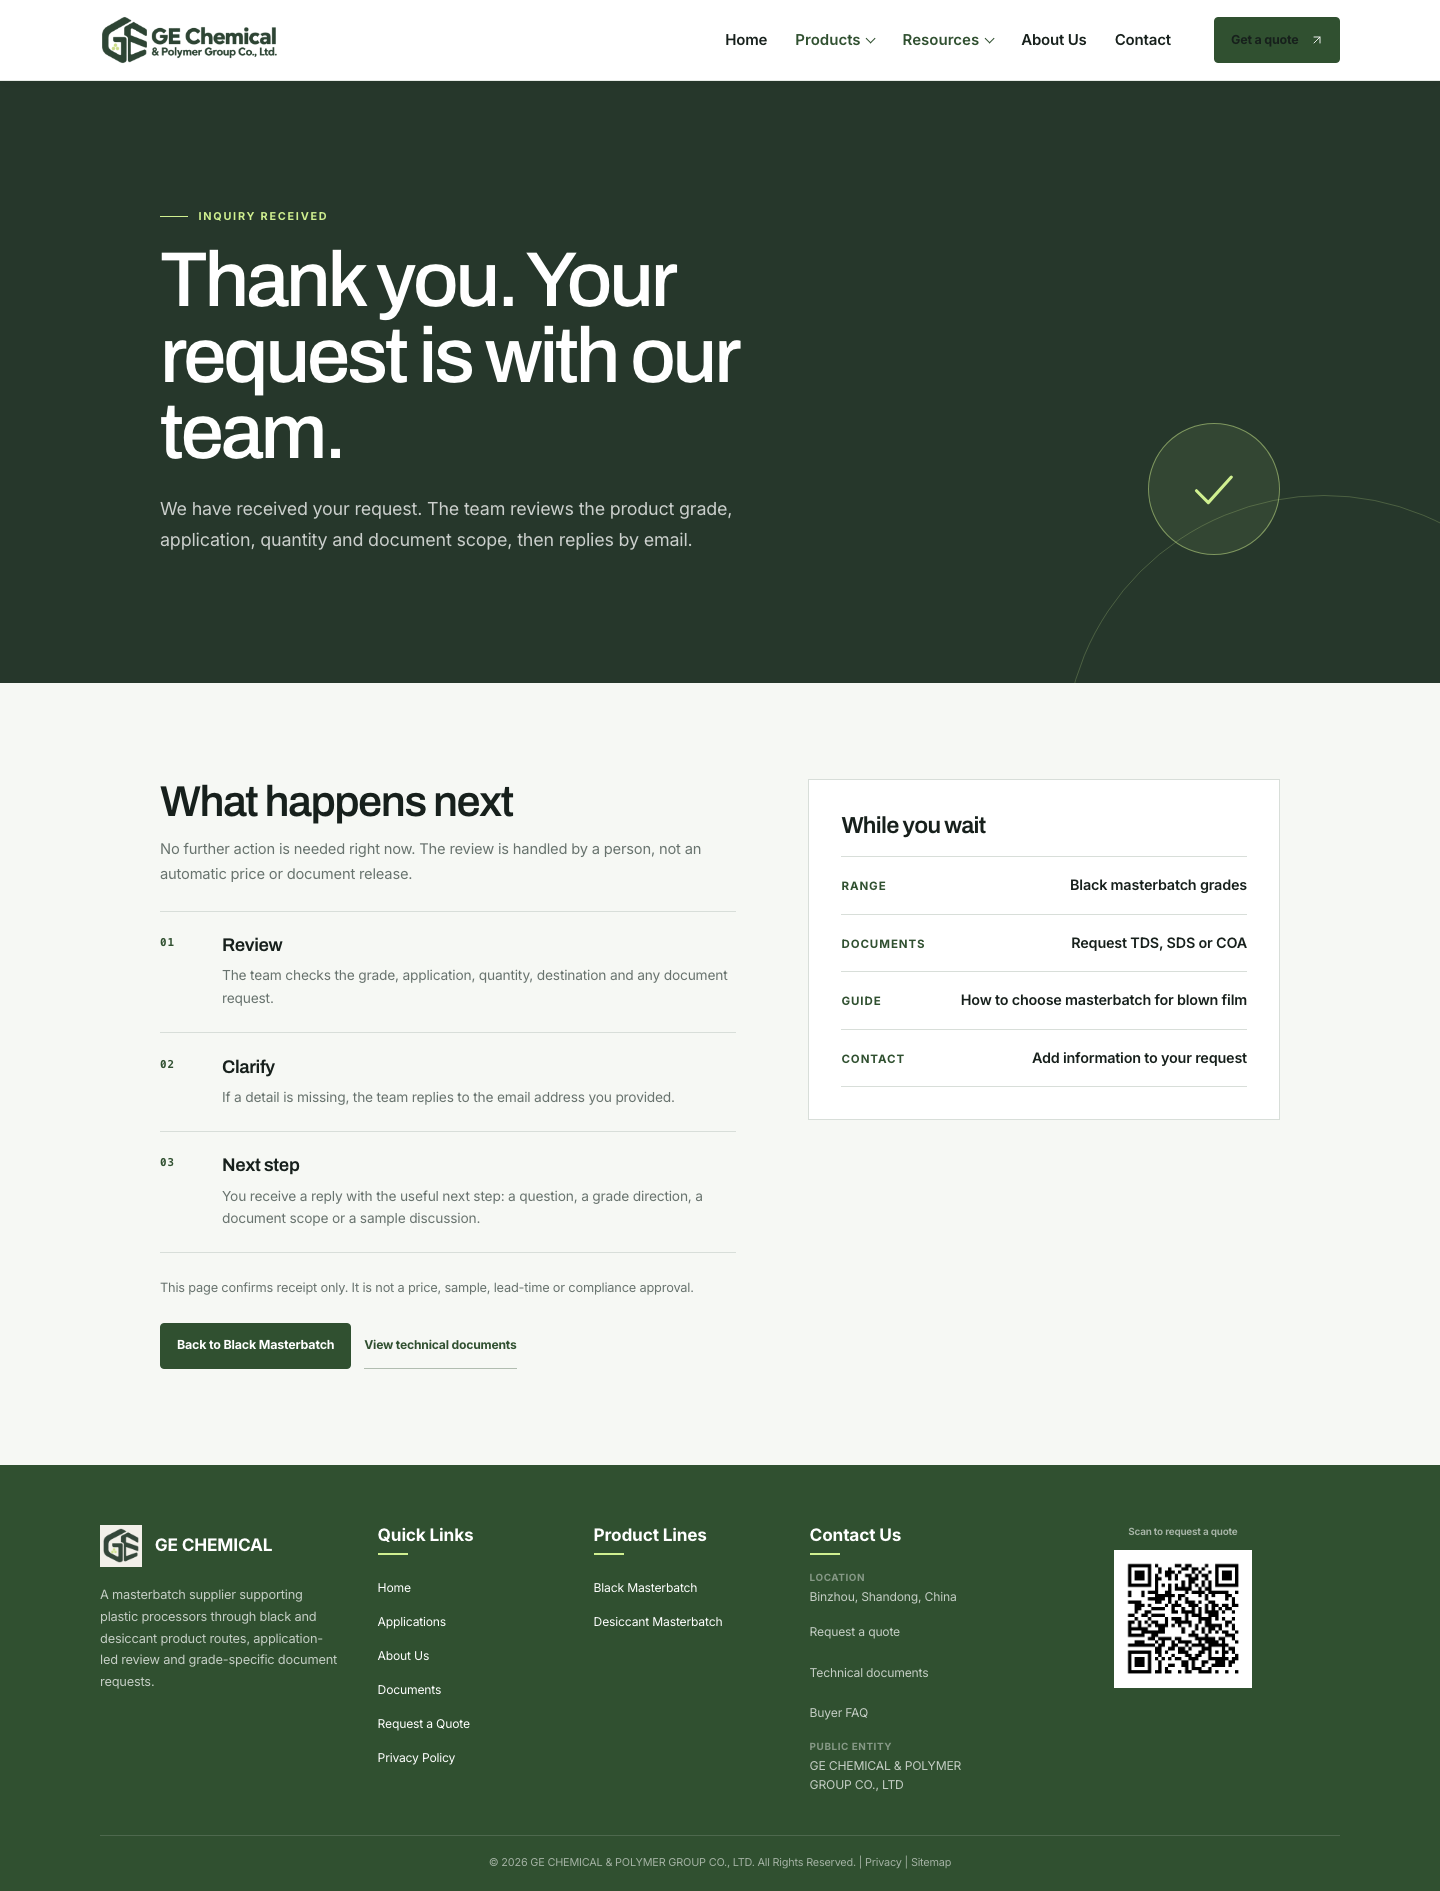 GE Chemical
& Polymer Group Co., Ltd.
Home
Products
Resources
About Us
Contact
Get a quote
INQUIRY RECEIVED
Thank you. Your
request is with our
team.
We have received your request. The team reviews the product grade,
application, quantity and document scope, then replies by email.
What happens next
No further action is needed right now. The review is handled by a person, not an
automatic price or document release.
01
Review
The team checks the grade, application, quantity, destination and any document
request.
02
Clarify
If a detail is missing, the team replies to the email address you provided.
03
Next step
You receive a reply with the useful next step: a question, a grade direction, a
document scope or a sample discussion.
This page confirms receipt only. It is not a price, sample, lead-time or compliance approval.
Back to Black Masterbatch
View technical documents
While you wait
RANGE
Black masterbatch grades
DOCUMENTS
Request TDS, SDS or COA
GUIDE
How to choose masterbatch for blown film
CONTACT
Add information to your request
GE CHEMICAL
A masterbatch supplier supporting
plastic processors through black and
desiccant product routes, application-
led review and grade-specific document
requests.
Quick Links
Home
Applications
About Us
Documents
Request a Quote
Privacy Policy
Product Lines
Black Masterbatch
Desiccant Masterbatch
Contact Us
LOCATION
Binzhou, Shandong, China
Request a quote
Technical documents
Buyer FAQ
PUBLIC ENTITY
GE CHEMICAL & POLYMER
GROUP CO., LTD
Scan to request a quote
© 2026 GE CHEMICAL & POLYMER GROUP CO., LTD. All Rights Reserved. | Privacy | Sitemap